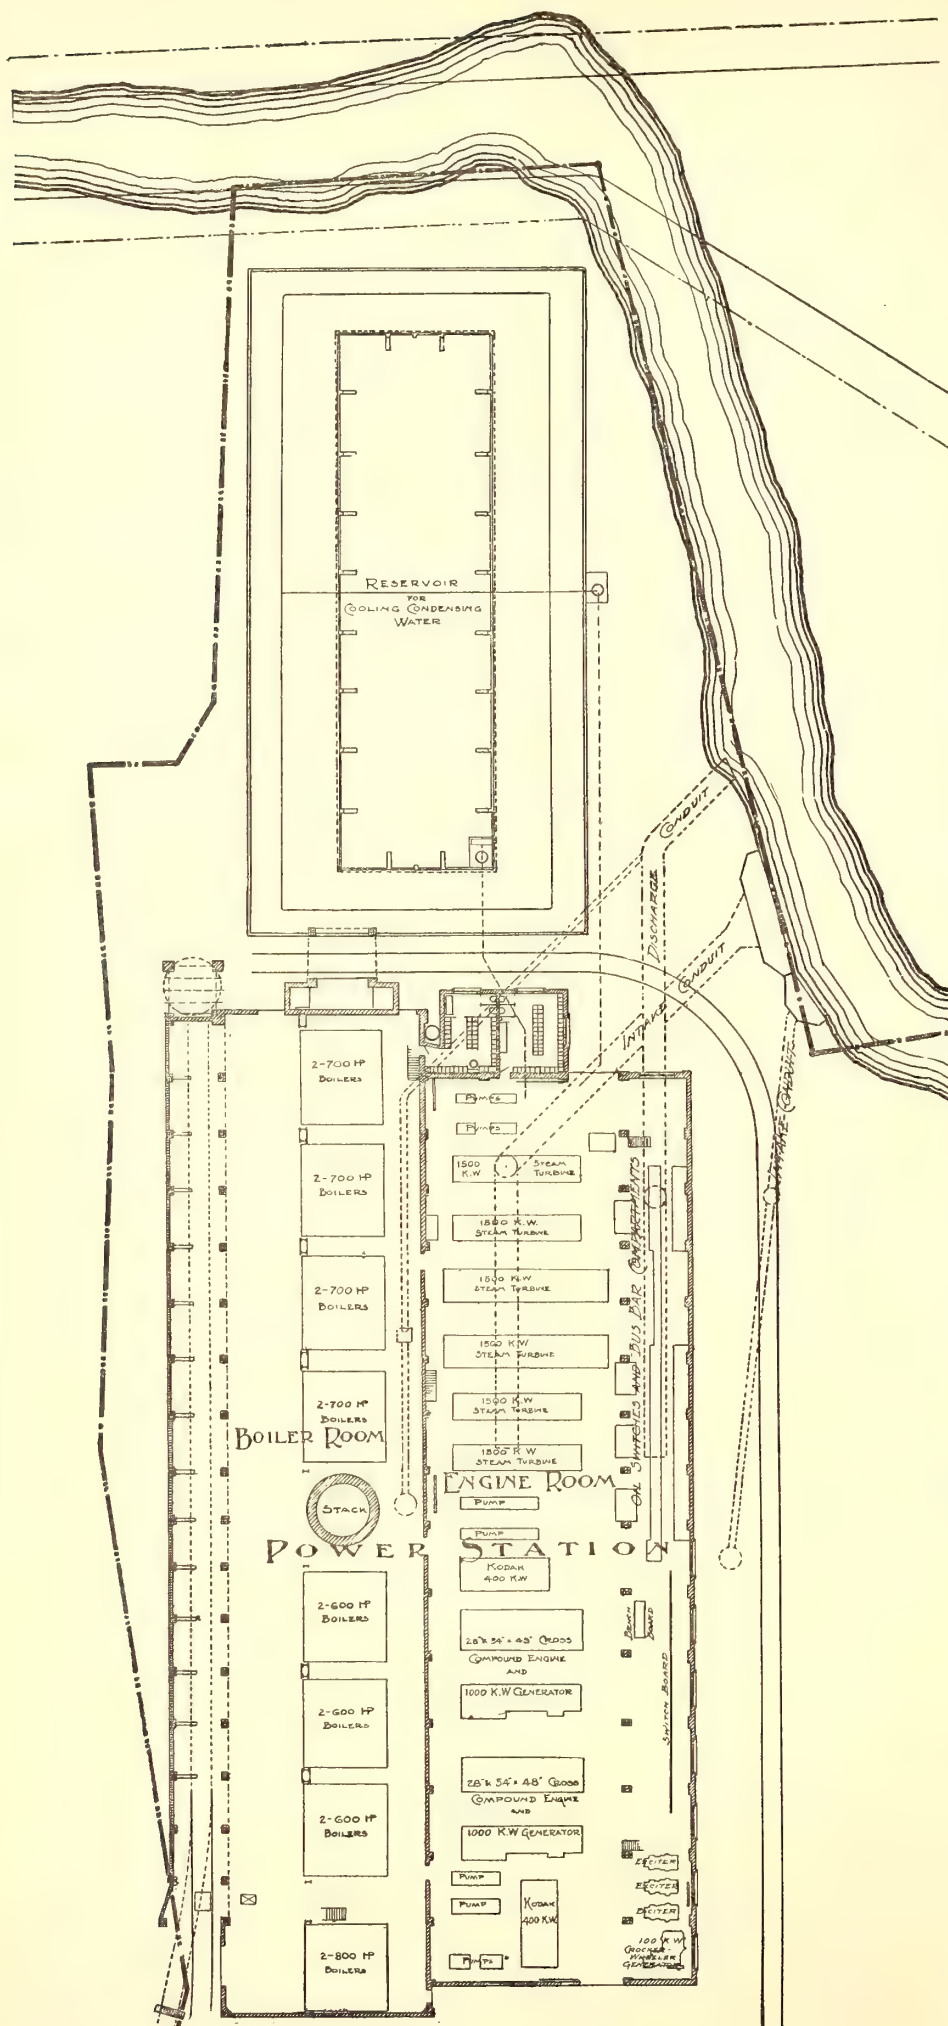 RESERVOIR
FOR
COOLING CONDENSING
WATER
CONDUIT
DISCHARGE
CONDUIT
INTAKE
INTAKE CONDUIT
2-700 HP
BOILERS
2-700 HP
BOILERS
2-700 HP
BOILERS
2-700 HP
BOILERS
BOILER ROOM
STACK
POWER STATION
2-600 HP
BOILERS
2-600 HP
BOILERS
2-600 HP
BOILERS
2-800 HP
BOILERS
PUMPS
PUMPS
1500
K.W
STEAM
TURBINE
1500 K.W.
STEAM TURBINE
1500 K.W
STEAM TURBINE
1500 K.W
STEAM TURBINE
1500 K.W
STEAM TURBINE
1500 K W
STEAM TURBINE
ENGINE ROOM
PUMP
PUMP
KODAK
400 K.W
28" x 54" x 48" CROSS
COMPOUND ENGINE
AND
1000 K.W GENERATOR
28" x 54" x 48" CROSS
COMPOUND ENGINE
AND
1000 K.W GENERATOR
PUMP
PUMP
KODAK
400 K.W.
PUMPS
OIL SWITCHES AND BUS BAR COMPARTMENTS
BENCH
BOARD
SWITCH BOARD
EXCITER
EXCITER
EXCITER
100 K W
CROCKER-
WHEELER
GENERATOR